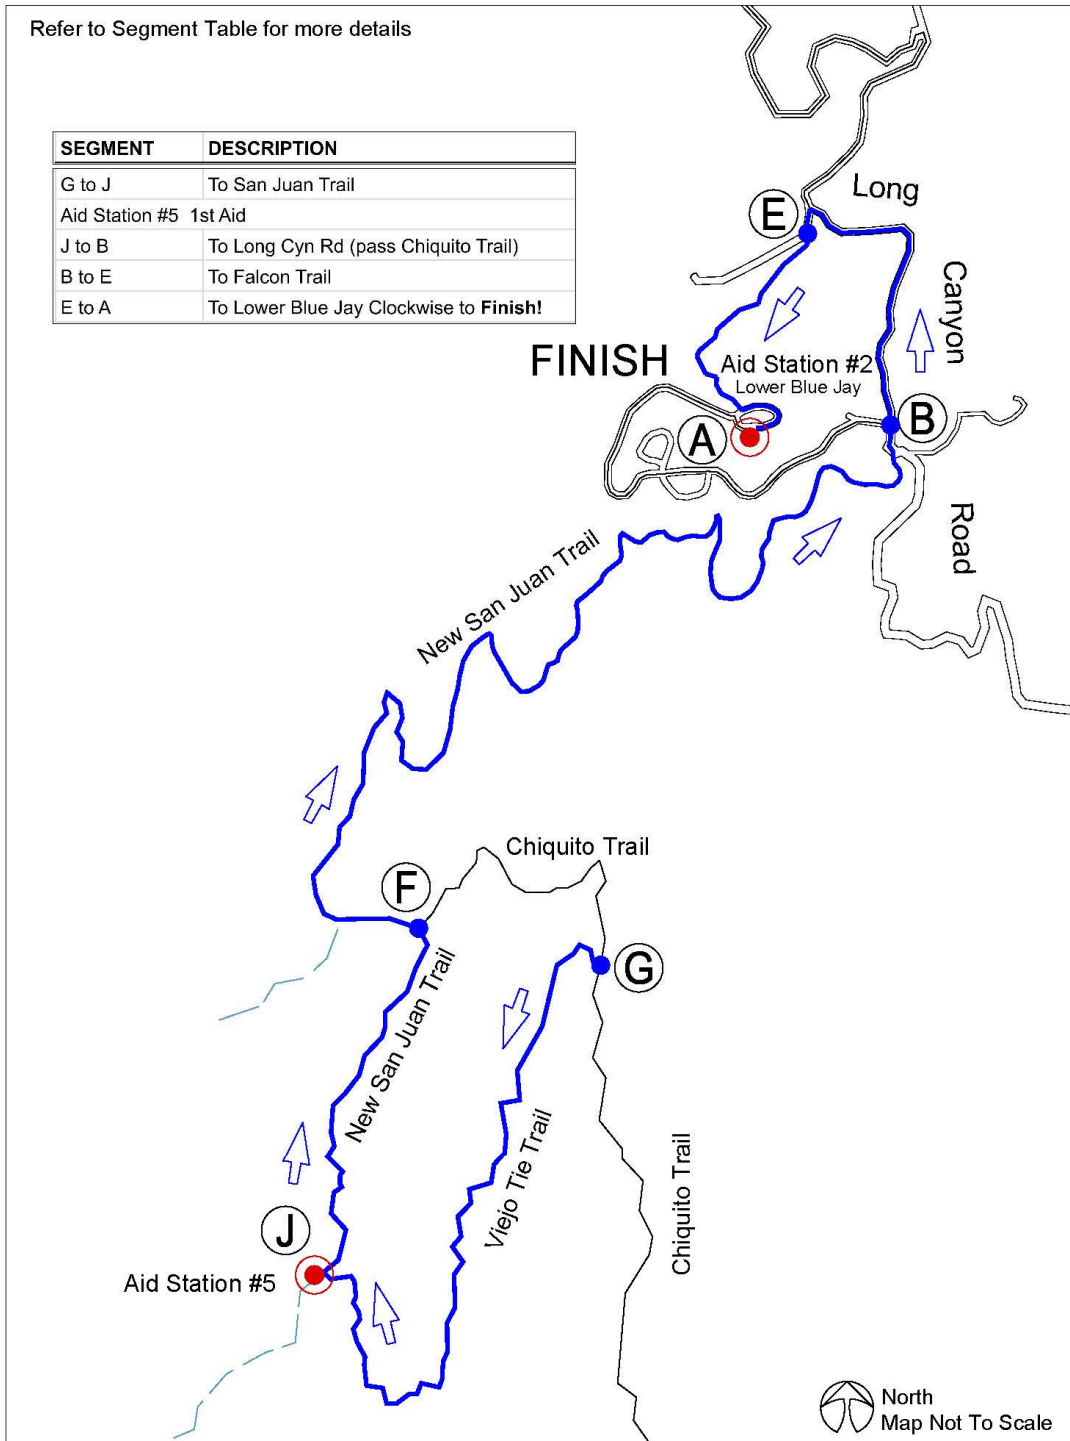 Refer to Segment Table for more details
SEGMENT DESCRIPTION
G to J To San Juan Trail
Aid Station #5 1st Aid
J to B To Long Cyn Rd (pass Chiquito Trail)
B to E To Falcon Trail
E to A To Lower Blue Jay Clockwise to Finish!
Long
E
Canyon
FINISH
Aid Station #2
Lower Blue Jay
A
B
Road
New San Juan Trail
Chiquito Trail
F
G
New San Juan Trail
Viejo Tie Trail
Chiquito Trail
J
Aid Station #5
North
Map Not To Scale